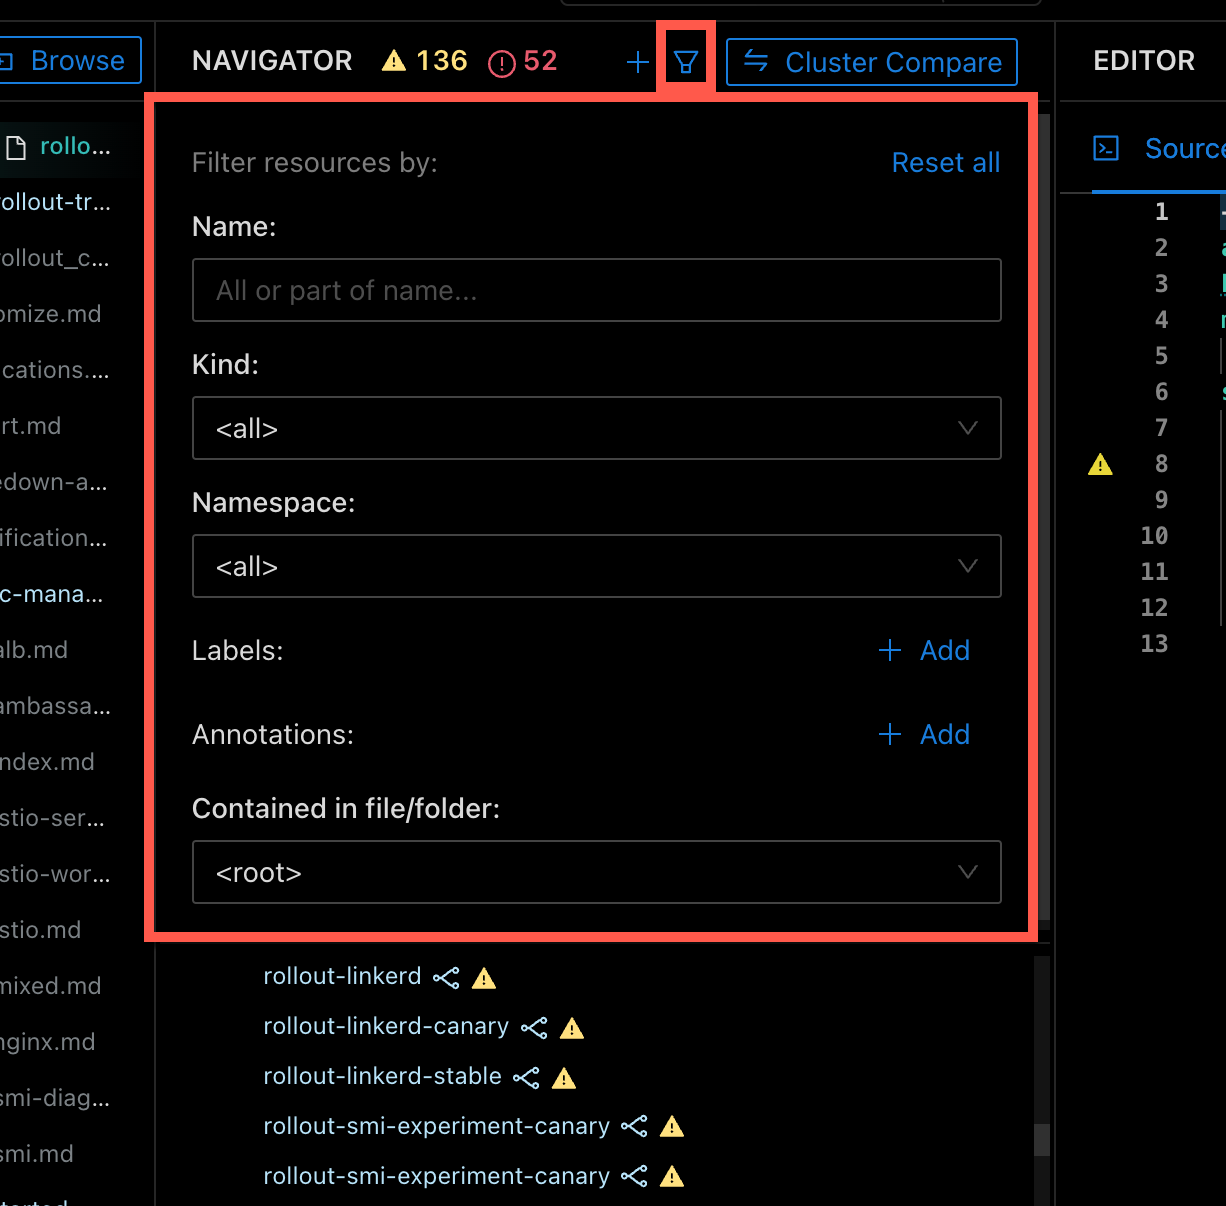 Browse
NAVIGATOR 136 52
Cluster Compare
EDITOR
rollo...
ollout-tr...
ollout_c...
omize.md
cations....
rt.md
edown-a...
ification...
c-mana...
alb.md
ambassa...
ndex.md
stio-ser...
stio-wor...
stio.md
mixed.md
nginx.md
smi-diag...
smi.md
Filter resources by:
Reset all
Name:
All or part of name...
Kind:
<all>
Namespace:
<all>
Labels:
+ Add
Annotations:
+ Add
Contained in file/folder:
<root>
rollout-linkerd
rollout-linkerd-canary
rollout-linkerd-stable
rollout-smi-experiment-canary
rollout-smi-experiment-canary
Source
1
2
3
4
5
6
7
8
9
10
11
12
13